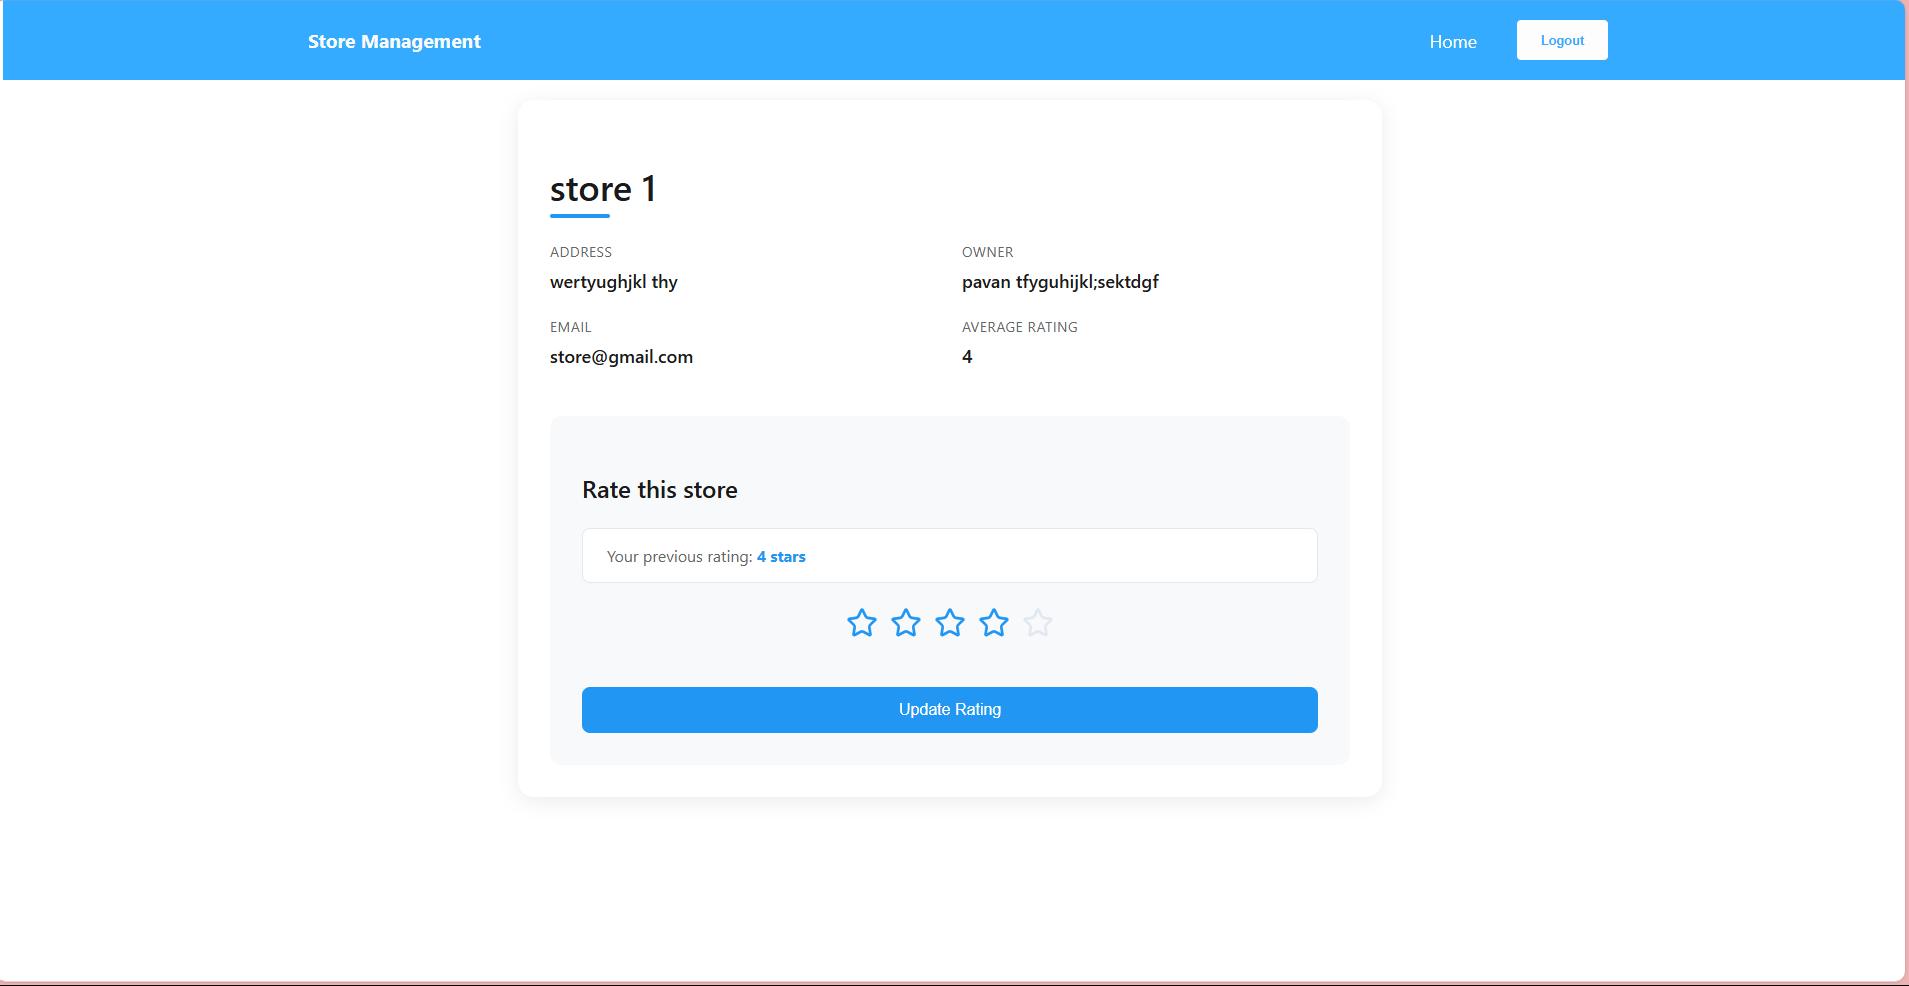 Store Management
Home
Logout
store 1
ADDRESS
wertyughjkl thy
OWNER
pavan tfyguhijkl;sektdgf
EMAIL
store@gmail.com
AVERAGE RATING
4
Rate this store
Your previous rating: 4 stars
Update Rating